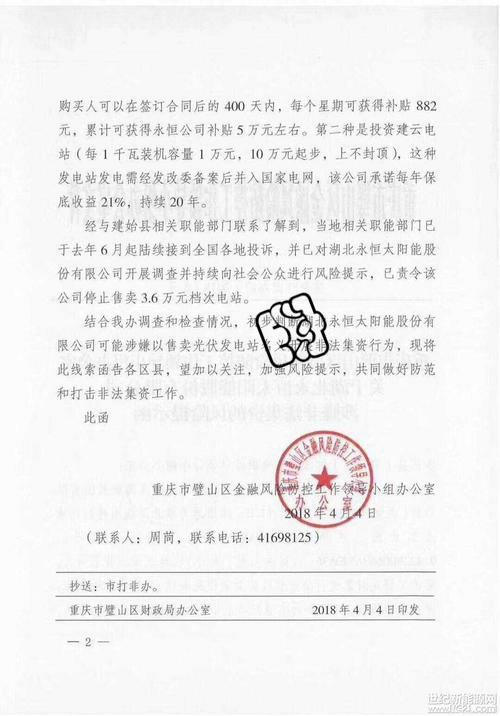 购买人可以在签订合同后的 400 天内，每个星期可获得补贴 882
元，累计可获得永恒公司补贴 5 万元左右。第二种是投资建云电
站（每 1 千瓦装机容量 1 万元，10 万元起步，上不封顶），这种
发电站发电需经发改委备案后并入国家电网，该公司承诺每年保
底收益 21%，持续 20 年。
经与建始县相关职能部门联系了解到，当地相关职能部门已
于去年 6 月起陆续接到全国各地投诉，并已对湖北永恒太阳能股
份有限公司开展调查并持续向社会公众进行风险提示，已责令该
公司停止售卖 3.6 万元档次电站。
结合我办调查和检查情况，初步判断湖北永恒太阳能股份有
限公司可能涉嫌以售卖光伏发电站名义开展非法集资行为，现将
此线索函告各区县，望加以关注，加强风险提示，共同做好防范
和打击非法集资工作。
此函
重庆市璧山区金融风险防控工作领导小组办公室
2018 年 4 月 4 日
（联系人：周茼，联系电话：41698125）
抄送：市打非办。
重庆市璧山区财政局办公室 2018 年 4 月 4 日印发
— 2 —
世纪新能源网
www.ne21.com